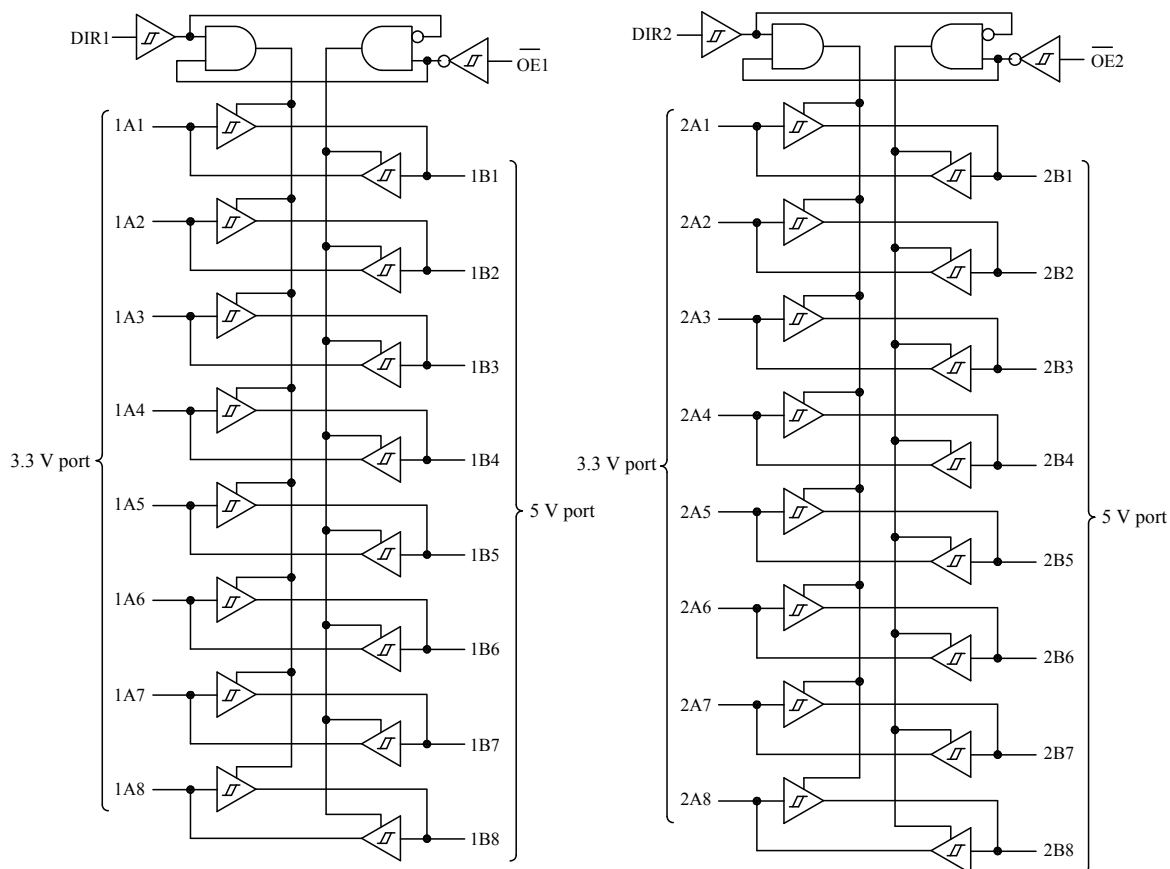 DIR1
OE1
1A1
1B1
1A2
1B2
1A3
1B3
1A4
1B4
3.3 V port
1A5
5 V port
1B5
1A6
1B6
1A7
1B7
1A8
1B8
DIR2
OE2
2A1
2B1
2A2
2B2
2A3
2B3
2A4
2B4
3.3 V port
2A5
5 V port
2B5
2A6
2B6
2A7
2B7
2A8
2B8